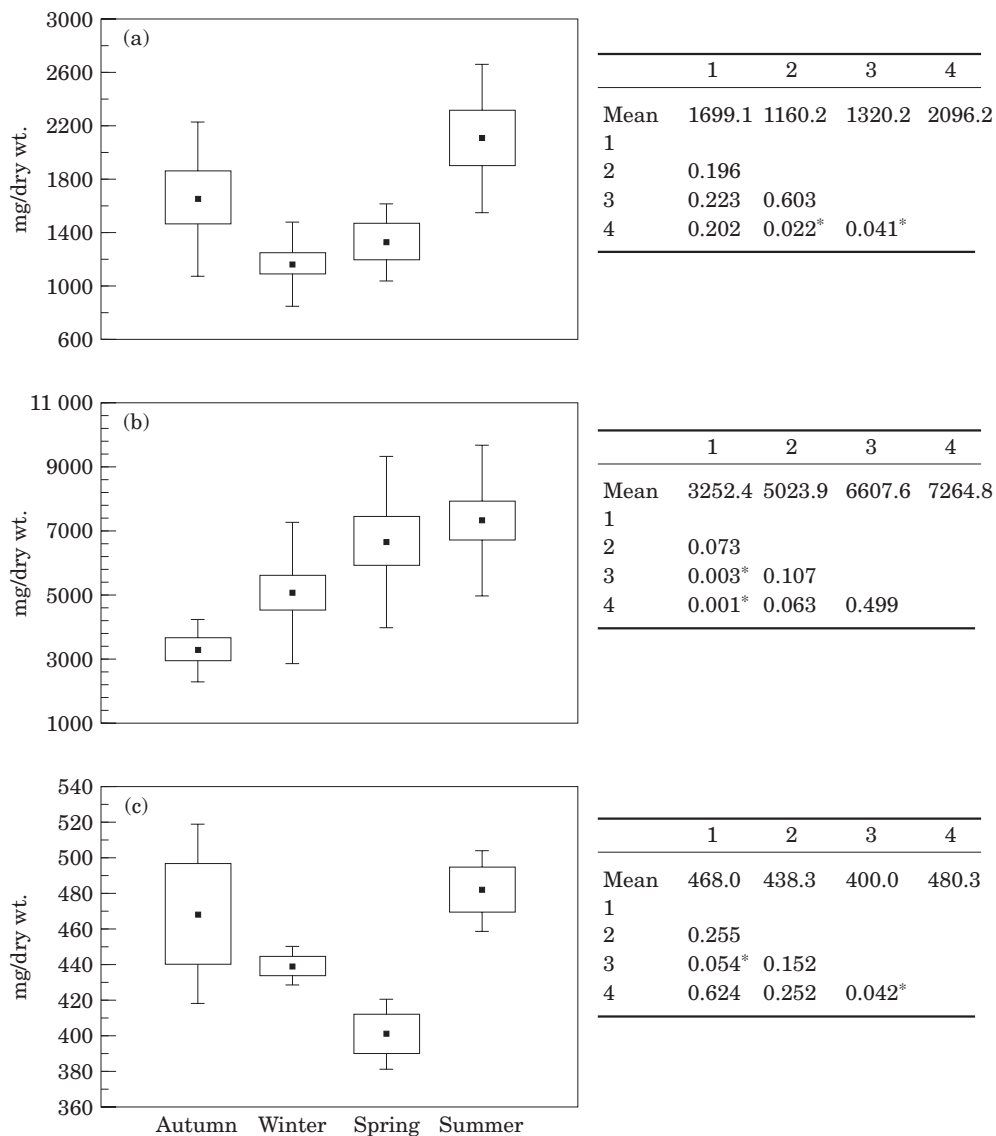 (a)
3000
2600
2200
1800
1400
1000
600
mg/dry wt.
1 2 3 4
Mean 1699.1 1160.2 1320.2 2096.2
1
2 0.196
3 0.223 0.603
4 0.202 0.022* 0.041*
(b)
11 000
9000
7000
5000
3000
1000
mg/dry wt.
1 2 3 4
Mean 3252.4 5023.9 6607.6 7264.8
1
2 0.073
3 0.003* 0.107
4 0.001* 0.063 0.499
(c)
540
520
500
480
460
440
420
400
380
360
mg/dry wt.
Autumn Winter Spring Summer
1 2 3 4
Mean 468.0 438.3 400.0 480.3
1
2 0.255
3 0.054* 0.152
4 0.624 0.252 0.042*